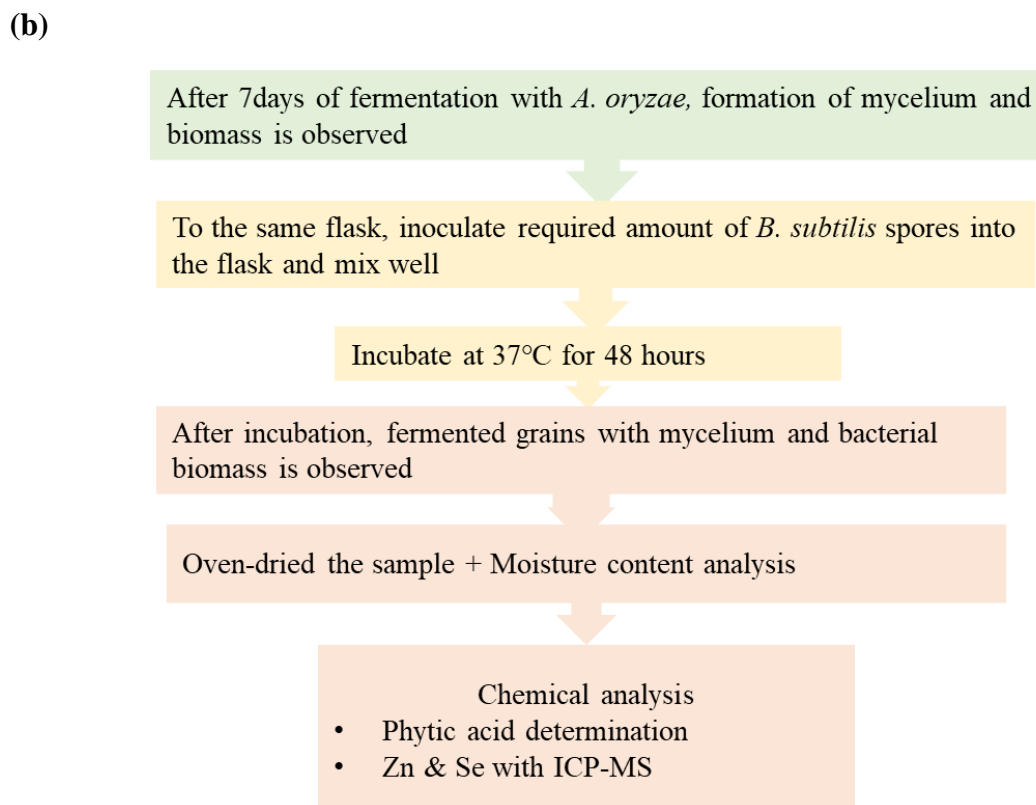 (b)
After 7days of fermentation with A. oryzae, formation of mycelium and
biomass is observed
To the same flask, inoculate required amount of B. subtilis spores into
the flask and mix well
Incubate at 37°C for 48 hours
After incubation, fermented grains with mycelium and bacterial
biomass is observed
Oven-dried the sample + Moisture content analysis
Chemical analysis
• Phytic acid determination
• Zn & Se with ICP-MS